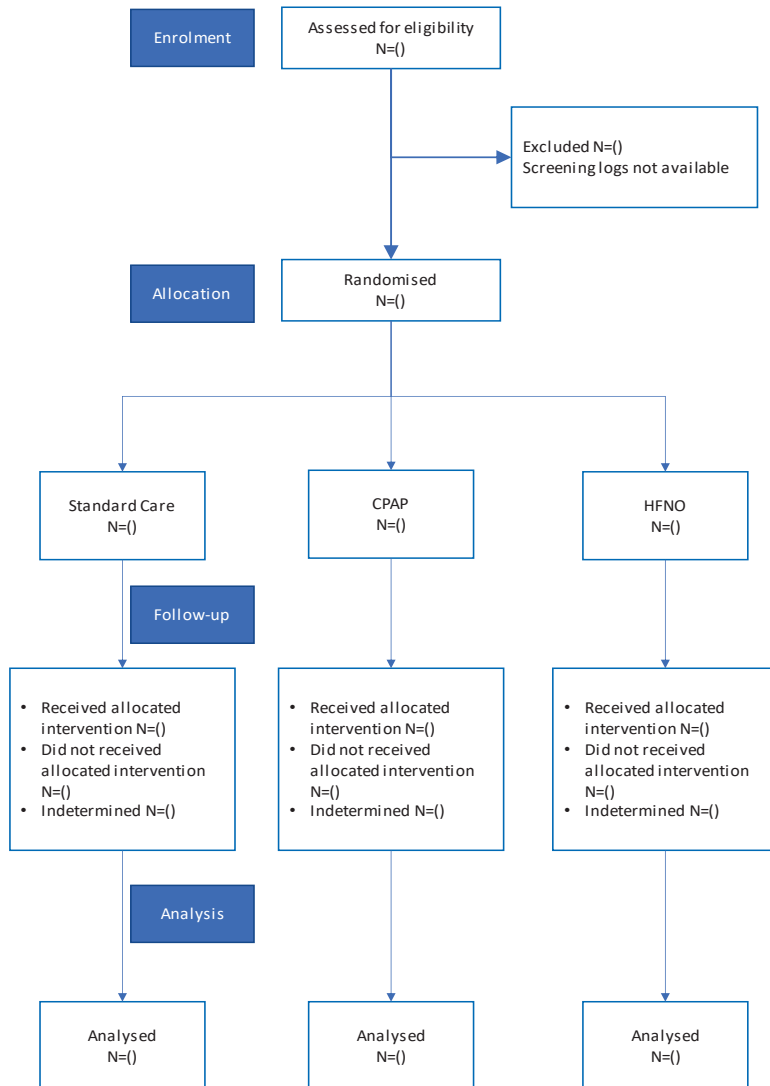 Enrolment
Assessed for eligibility
N=()
Excluded N=()
Screening logs not available
Allocation
Randomised
N=()
Standard Care
N=()
CPAP
N=()
HFNO
N=()
Follow-up
• Received allocated
intervention N=()
• Did not received
allocated intervention
N=()
• Indetermined N=()
• Received allocated
intervention N=()
• Did not received
allocated intervention
N=()
• Indetermined N=()
• Received allocated
intervention N=()
• Did not received
allocated intervention
N=()
• Indetermined N=()
Analysis
Analysed
N=()
Analysed
N=()
Analysed
N=()